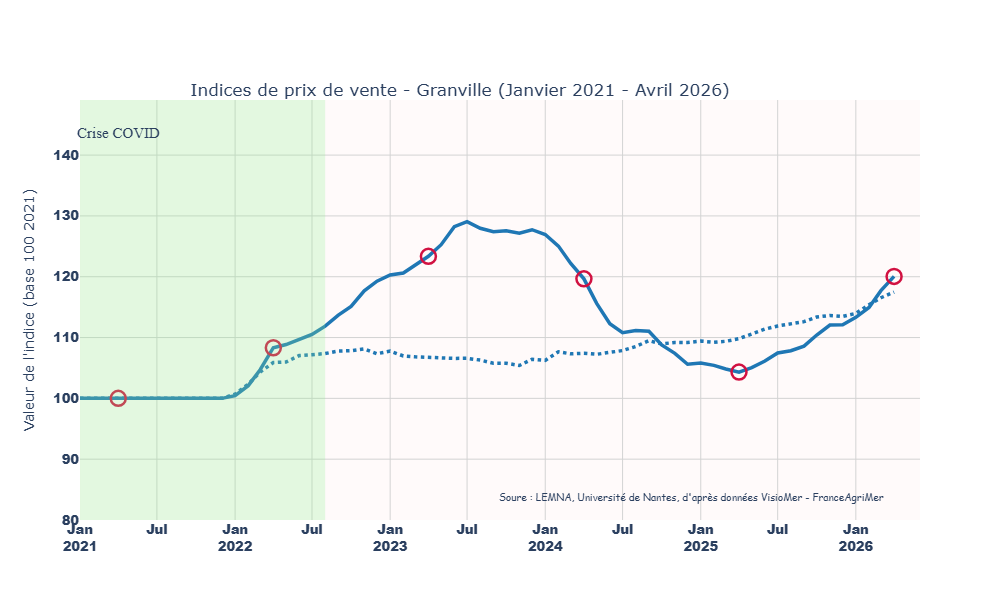 Indices de prix de vente - Granville (Janvier 2021 - Avril 2026)
Crise COVID
Valeur de l'indice (base 100 2021)
140
130
120
110
100
90
80
Soure : LEMNA, Université de Nantes, d'après données VisioMer - FranceAgriMer
Jan Jul Jan Jul Jan Jul Jan Jul Jan Jul Jan
2021 2022 2023 2024 2025 2026